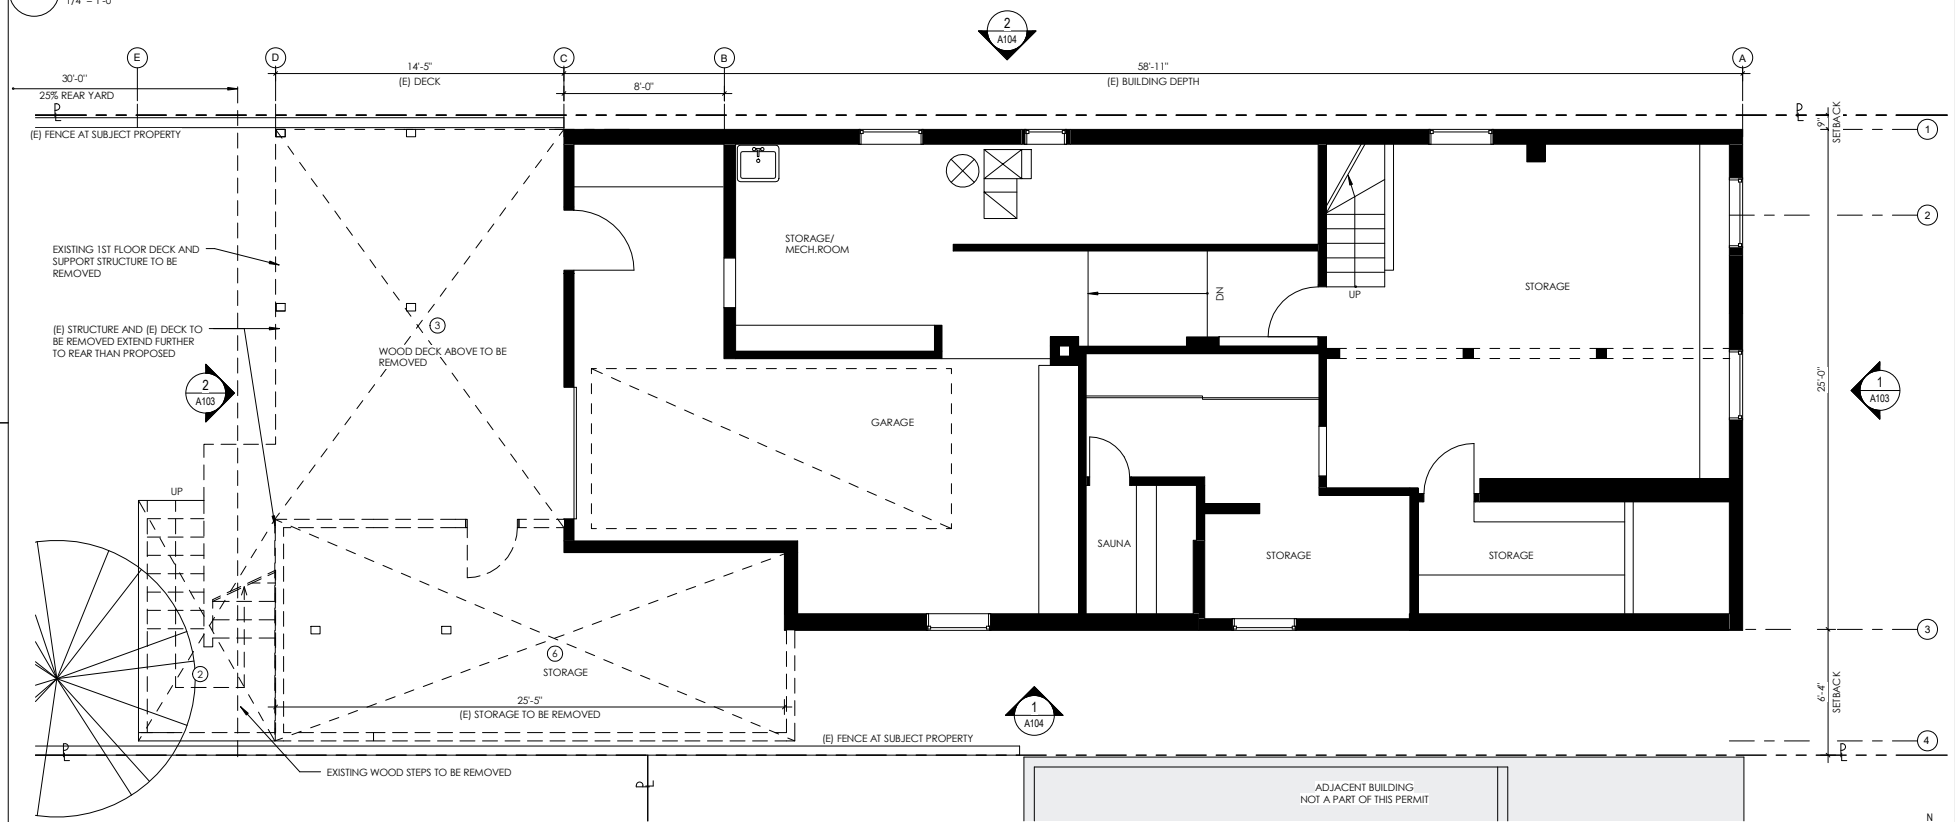 1/4" = 1'-0"
2
A104
E
D
C
B
A
30'-0"
25% REAR YARD
14'-5"
(E) DECK
8'-0"
58'-11"
(E) BUILDING DEPTH
PL
PL
(E) FENCE AT SUBJECT PROPERTY
9"
SETBACK
1
2
STORAGE/
MECH.ROOM
EXISTING 1ST FLOOR DECK AND
SUPPORT STRUCTURE TO BE
REMOVED
DN
UP
STORAGE
(E) STRUCTURE AND (E) DECK TO
BE REMOVED EXTEND FURTHER
TO REAR THAN PROPOSED
3
WOOD DECK ABOVE TO BE
REMOVED
2
A103
25'-0"
1
A103
GARAGE
UP
SAUNA
STORAGE
STORAGE
3
2
6
STORAGE
25'-5"
(E) STORAGE TO BE REMOVED
1
A104
6'-4"
SETBACK
(E) FENCE AT SUBJECT PROPERTY
4
PL
PL
EXISTING WOOD STEPS TO BE REMOVED
PL
ADJACENT BUILDING
NOT A PART OF THIS PERMIT
N